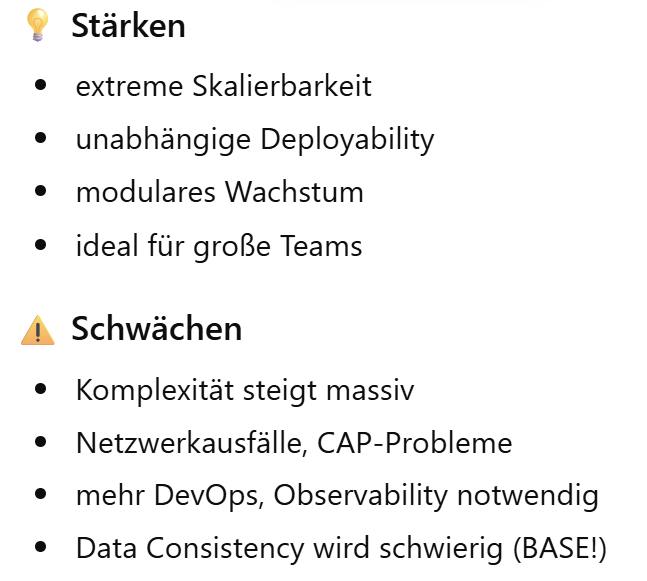 💡 Stärken
• extreme Skalierbarkeit
• unabhängige Deployability
• modulares Wachstum
• ideal für große Teams
⚠️ Schwächen
• Komplexität steigt massiv
• Netzwerkausfälle, CAP-Probleme
• mehr DevOps, Observability notwendig
• Data Consistency wird schwierig (BASE!)